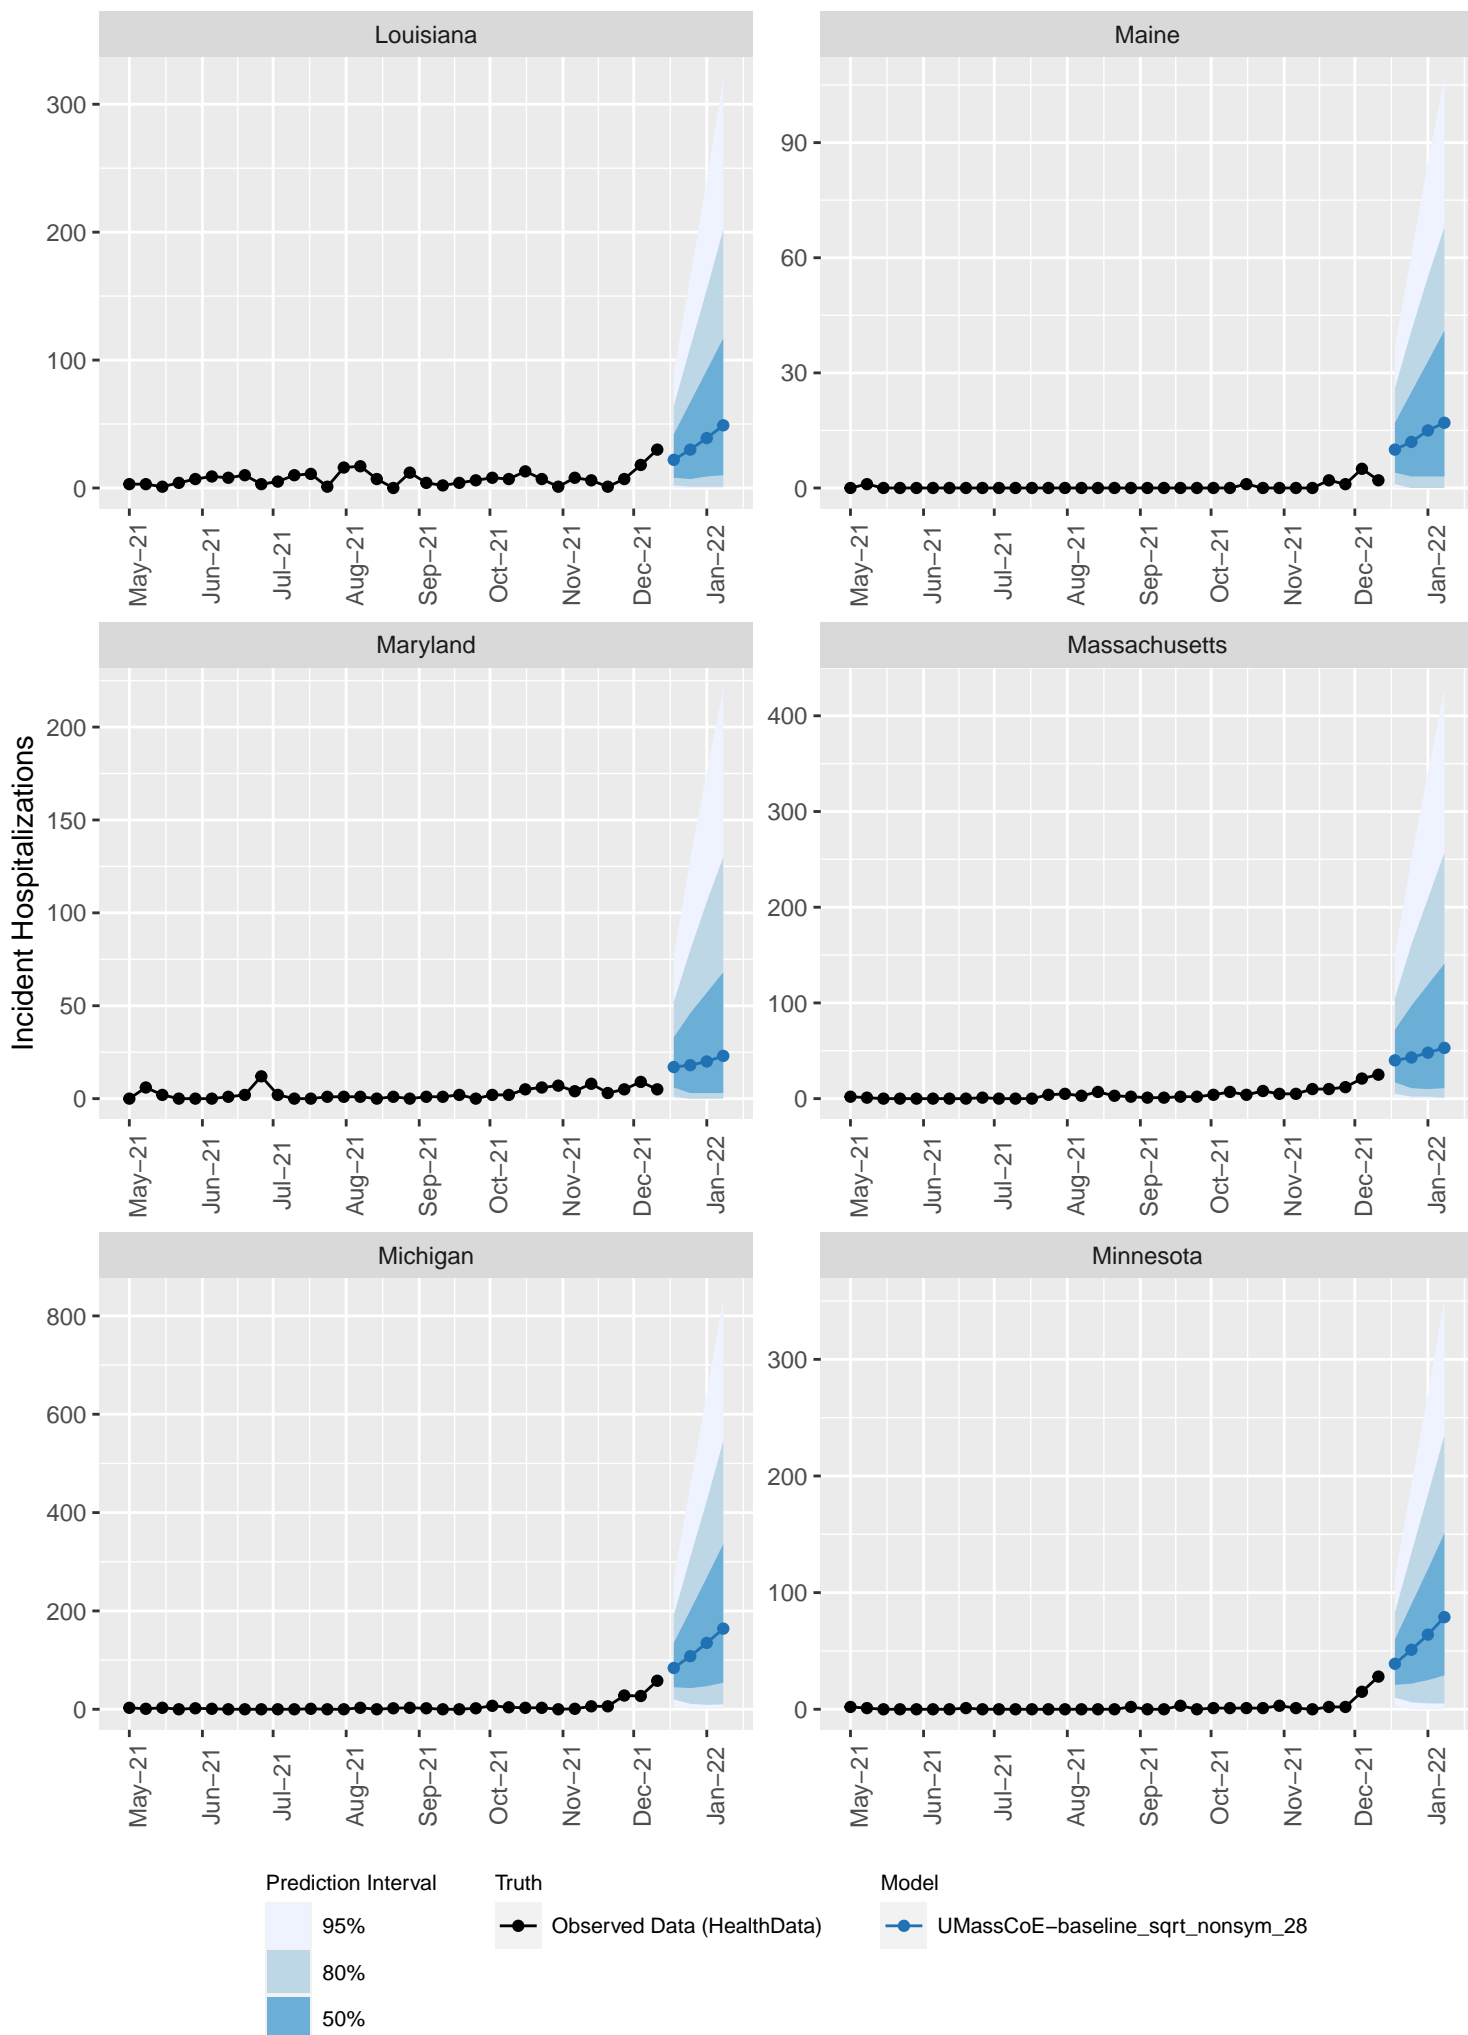 Louisiana
Maine
300
200
100
0
90
60
30
0
May−21
Jun−21
Jul−21
Aug−21
Sep−21
Oct−21
Nov−21
Dec−21
Jan−22
May−21
Jun−21
Jul−21
Aug−21
Sep−21
Oct−21
Nov−21
Dec−21
Jan−22
Maryland
Massachusetts
Incident Hospitalizations
200
150
100
50
0
400
300
200
100
0
May−21
Jun−21
Jul−21
Aug−21
Sep−21
Oct−21
Nov−21
Dec−21
Jan−22
May−21
Jun−21
Jul−21
Aug−21
Sep−21
Oct−21
Nov−21
Dec−21
Jan−22
Michigan
Minnesota
800
600
400
200
0
300
200
100
0
May−21
Jun−21
Jul−21
Aug−21
Sep−21
Oct−21
Nov−21
Dec−21
Jan−22
May−21
Jun−21
Jul−21
Aug−21
Sep−21
Oct−21
Nov−21
Dec−21
Jan−22
Prediction Interval
95%
80%
50%
Truth
Observed Data (HealthData)
Model
UMassCoE−baseline_sqrt_nonsym_28